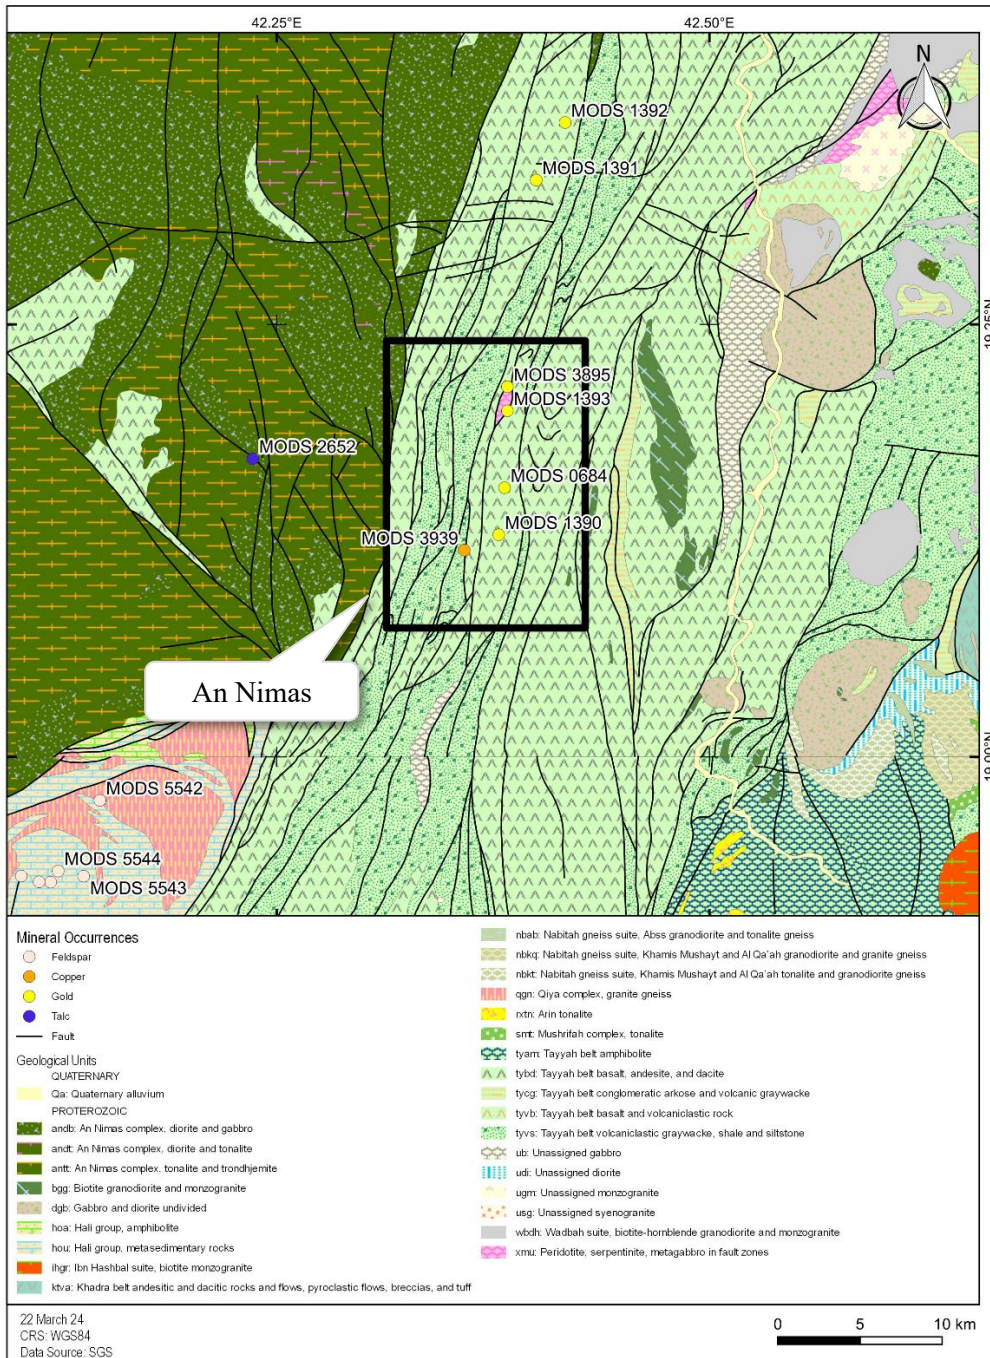 42.25°E
42.50°E
N
MODS 1392
MODS 1391
19.25°N
MODS 3895
MODS 1393
MODS 2652
MODS 0684
MODS 1390
MODS 3939
An Nimas
19.00°N
MODS 5542
MODS 5544
MODS 5543
Mineral Occurrences
Feldspar
Copper
Gold
Talc
Fault
Geological Units
QUATERNARY
Qa: Quaternary alluvium
PROTEROZOIC
andb: An Nimas complex, diorite and gabbro
andt: An Nimas complex, diorite and tonalite
antt: An Nimas complex, tonalite and trondhjemite
bgg: Biotite granodiorite and monzogranite
dgb: Gabbro and diorite undivided
hoa: Hali group, amphibolite
hou: Hali group, metasedimentary rocks
ihgr: Ibn Hashbal suite, biotite monzogranite
ktva: Khadra belt andesitic and dacitic rocks and flows, pyroclastic flows, breccias, and tuff
nbab: Nabitah gneiss suite, Abss granodiorite and tonalite gneiss
nbkq: Nabitah gneiss suite, Khamis Mushayt and Al Qa'ah granodiorite and granite gneiss
nbkt: Nabitah gneiss suite, Khamis Mushayt and Al Qa'ah tonalite and granodiorite gneiss
qgn: Qiya complex, granite gneiss
rxtn: Arin tonalite
smt: Mushrifah complex, tonalite
tyam: Tayyah belt amphibolite
tybd: Tayyah belt basalt, andesite, and dacite
tycg: Tayyah belt conglomeratic arkose and volcanic graywacke
tyvb: Tayyah belt basalt and volcaniclastic rock
tyvs: Tayyah belt volcaniclastic graywacke, shale and siltstone
ub: Unassigned gabbro
udi: Unassigned diorite
ugm: Unassigned monzogranite
usg: Unassigned syenogranite
wbdh: Wadbah suite, biotite-hornblende granodiorite and monzogranite
xmu: Peridotite, serpentinite, metagabbro in fault zones
22 March 24
CRS: WGS84
Data Source: SGS
0 5 10 km